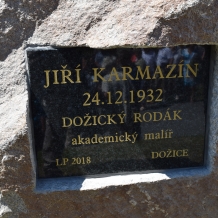 JIŘÍ KARMAZÍN
24.12.1932
DOŽICKÝ RODÁK
akademický malíř
L.P. 2018 DOŽICE